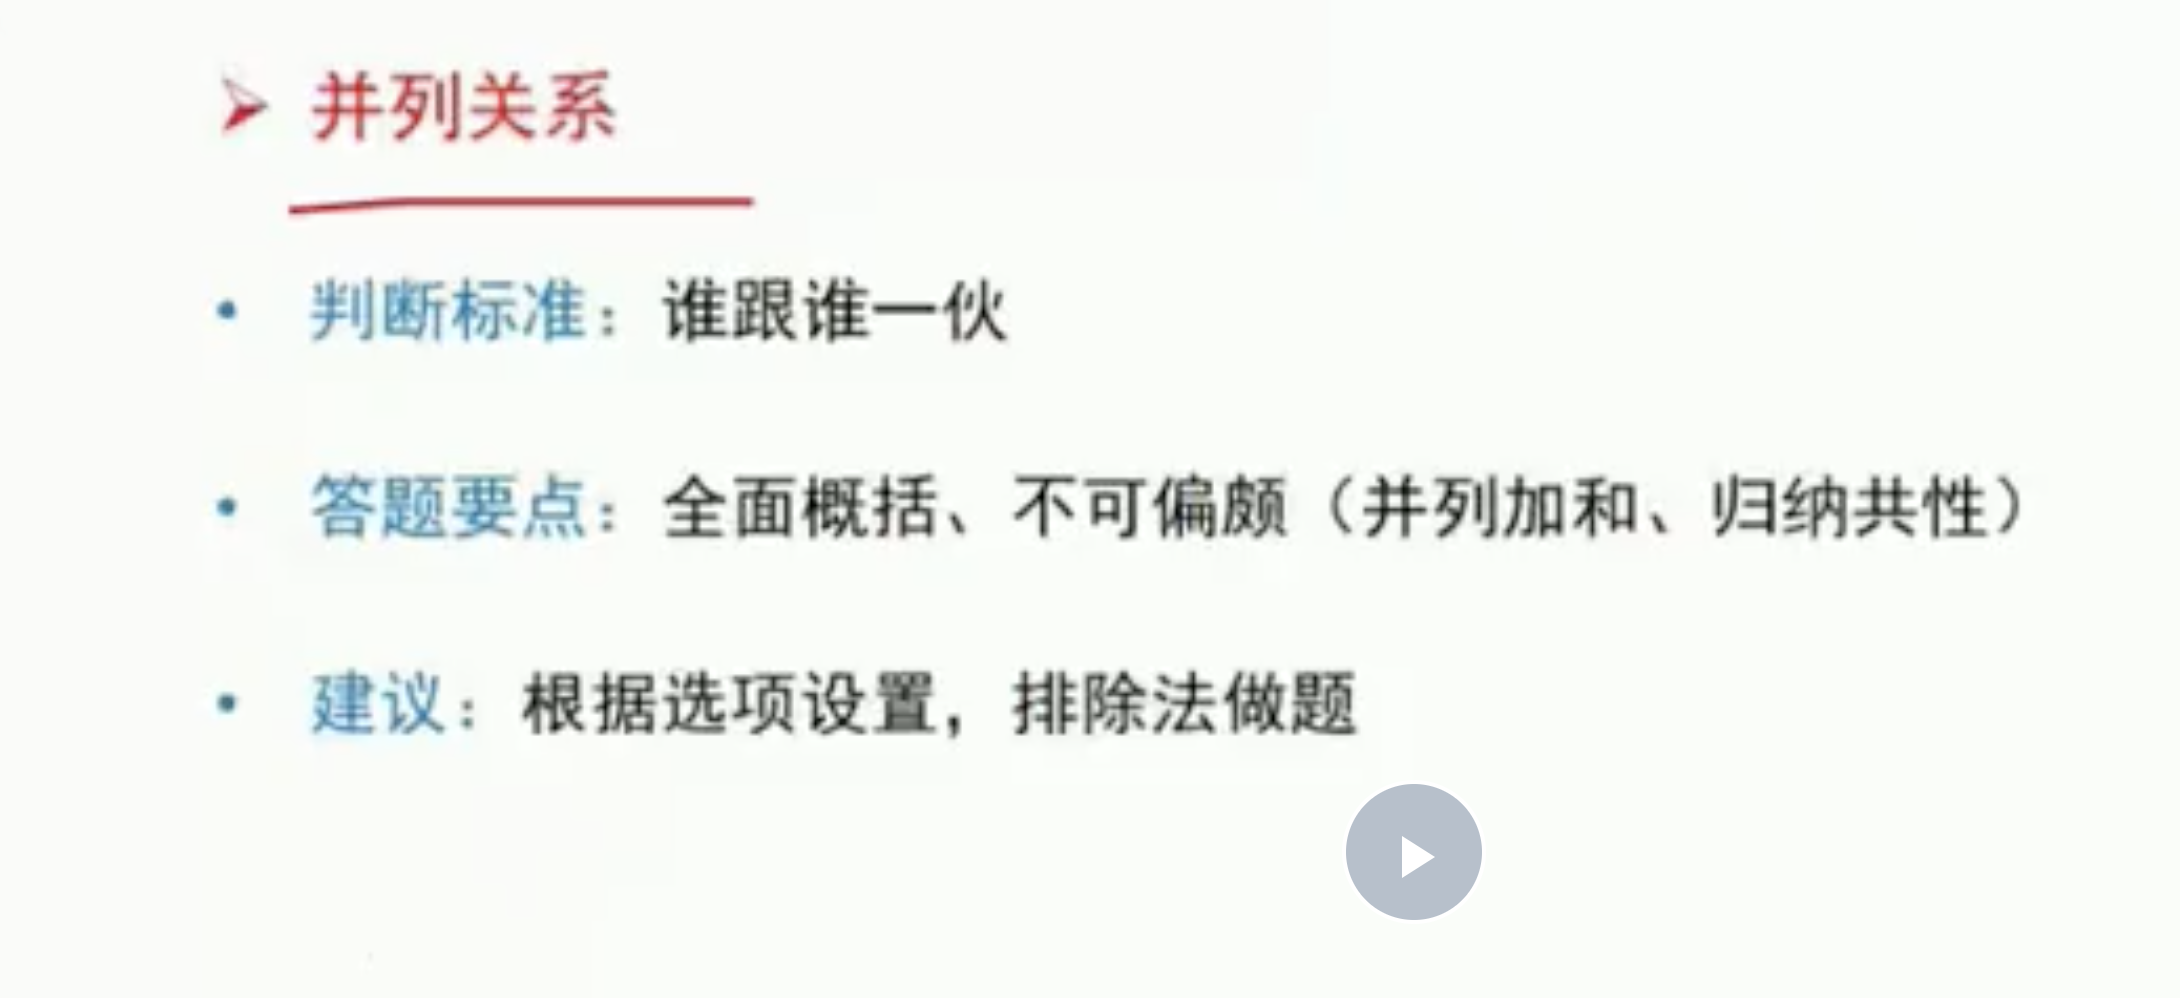 ➢ 并列关系
• 判断标准：谁跟谁一伙
• 答题要点：全面概括、不可偏颇（并列加和、归纳共性）
• 建议：根据选项设置，排除法做题